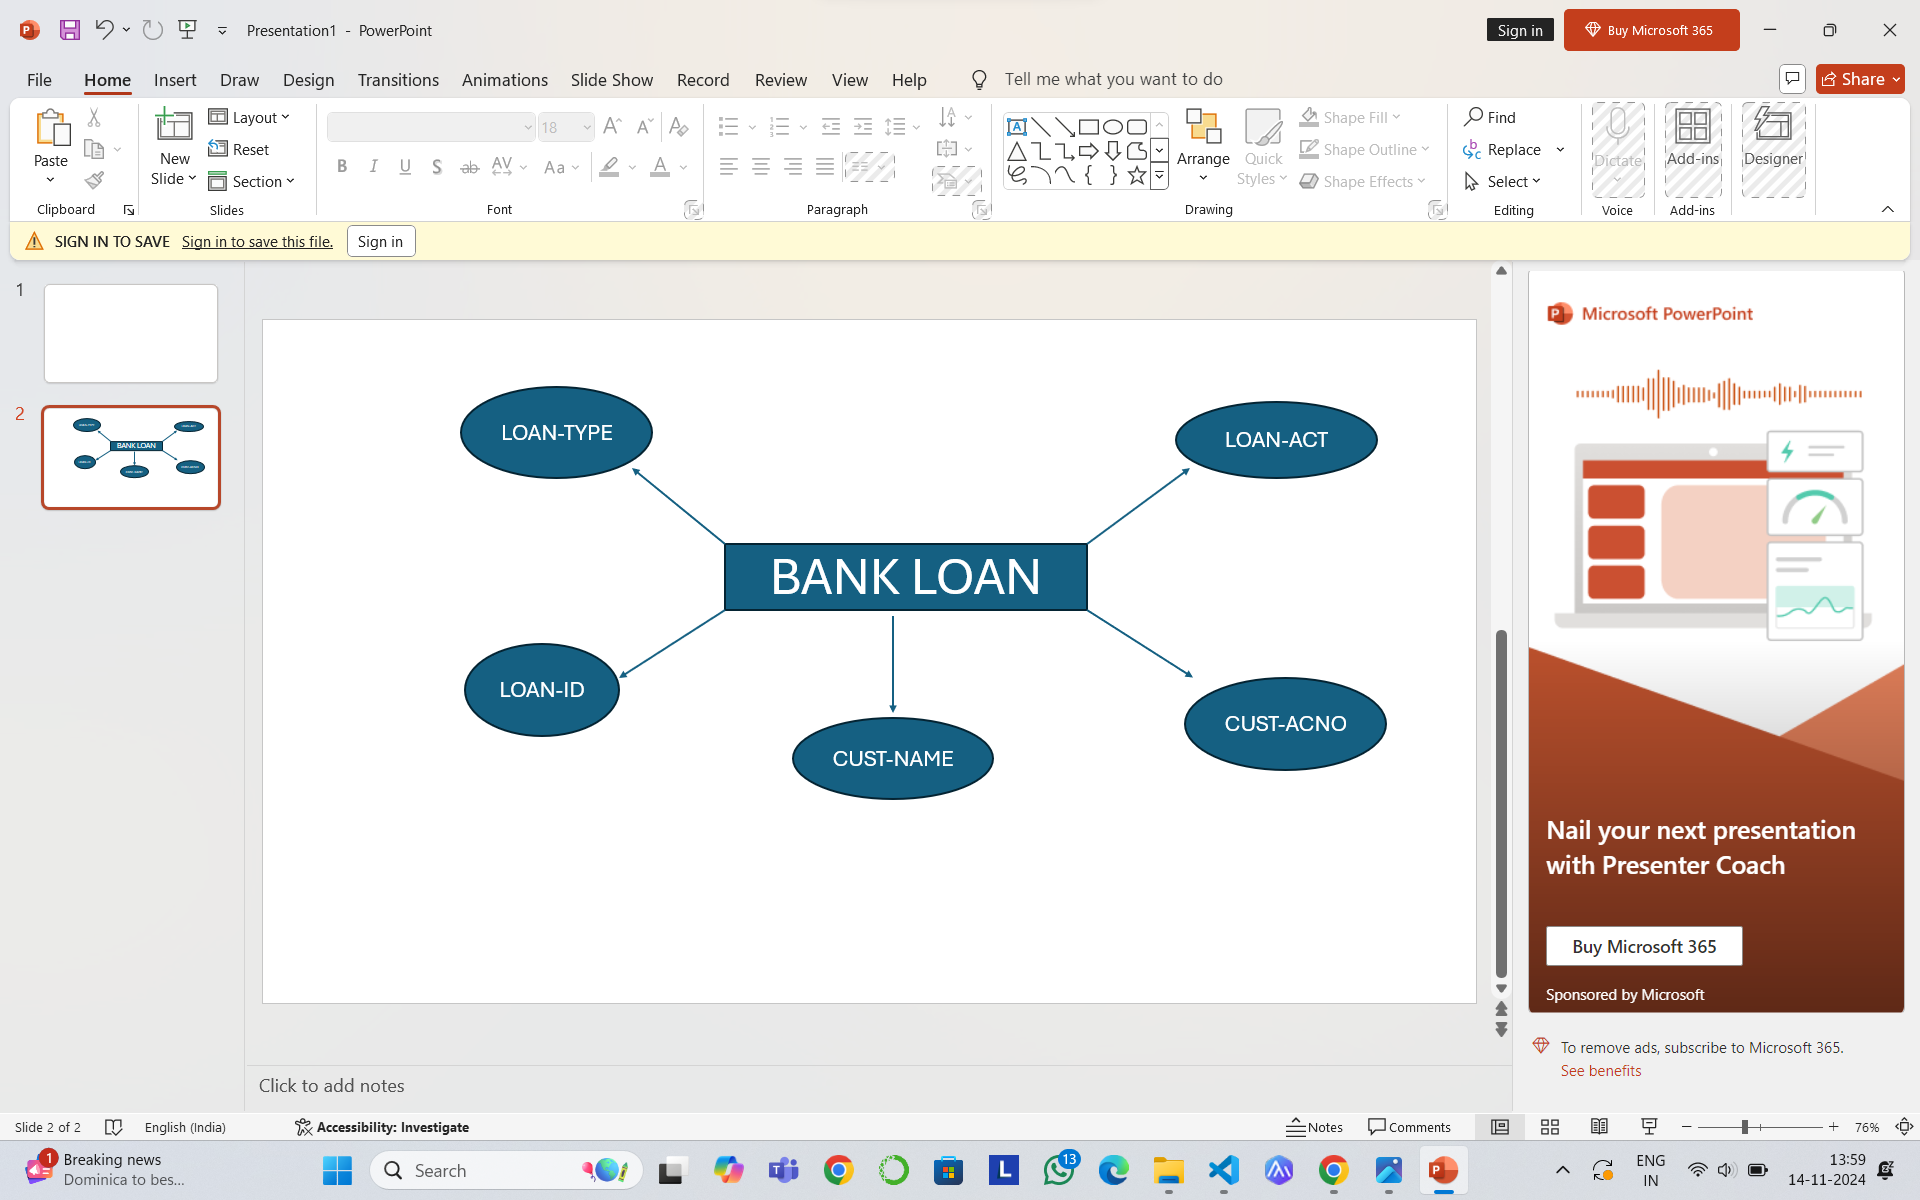 Presentation1 - PowerPoint
Sign in
Buy Microsoft 365
File Home Insert Draw Design Transitions Animations Slide Show Record Review View Help Tell me what you want to do
Share
Paste
Clipboard
New Slide
Layout
Reset
Section
Slides
18
B I U S ab AV Aa A
Font
Paragraph
Arrange
Quick Styles
Shape Fill
Shape Outline
Shape Effects
Drawing
Find
Replace
Select
Editing
Dictate
Voice
Add-ins
Add-ins
Designer
SIGN IN TO SAVE Sign in to save this file. Sign in
1
2
LOAN-TYPE
LOAN-ACT
BANK LOAN
LOAN-ID
CUST-NAME
CUST-ACNO
Microsoft PowerPoint
Nail your next presentation
with Presenter Coach
Buy Microsoft 365
Sponsored by Microsoft
To remove ads, subscribe to Microsoft 365.
See benefits
Click to add notes
Slide 2 of 2 English (India) Accessibility: Investigate Notes Comments 76%
1
Breaking news
Dominica to bes...
Search
13
ENG
IN
13:59
14-11-2024